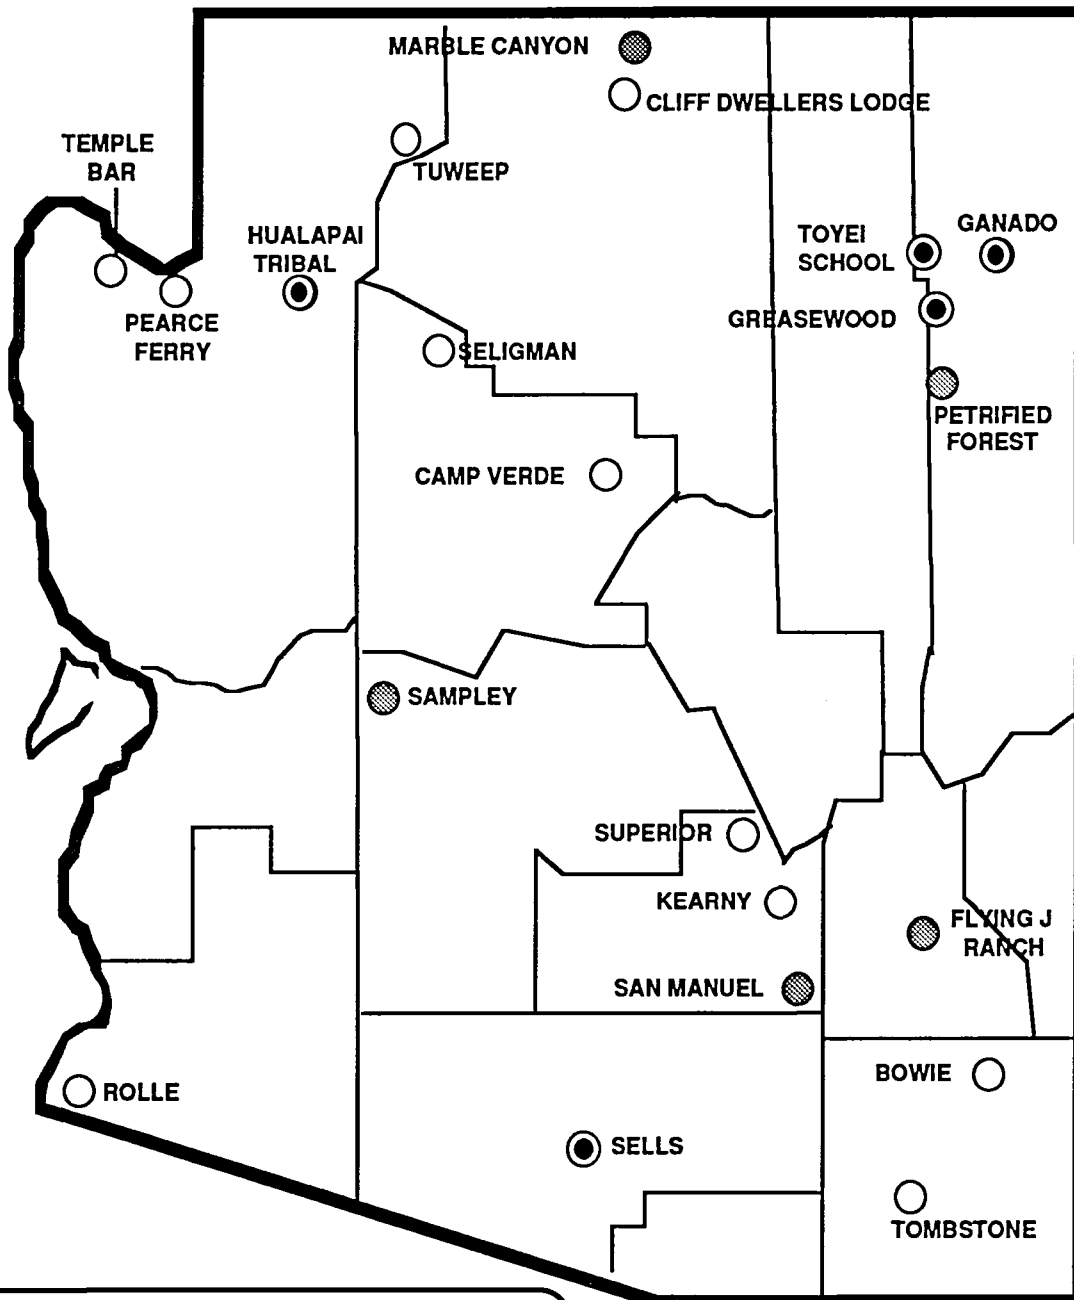 MARBLE CANYON
CLIFF DWELLERS LODGE
TEMPLE
BAR
TUWEEP
HUALAPAI
TRIBAL
TOYEI
SCHOOL
GANADO
PEARCE
FERRY
GREASEWOOD
SELIGMAN
PETRIFIED
FOREST
CAMP VERDE
SAMPLEY
SUPERIOR
KEARNY
FLYING J
RANCH
SAN MANUEL
BOWIE
ROLLE
SELLS
TOMBSTONE